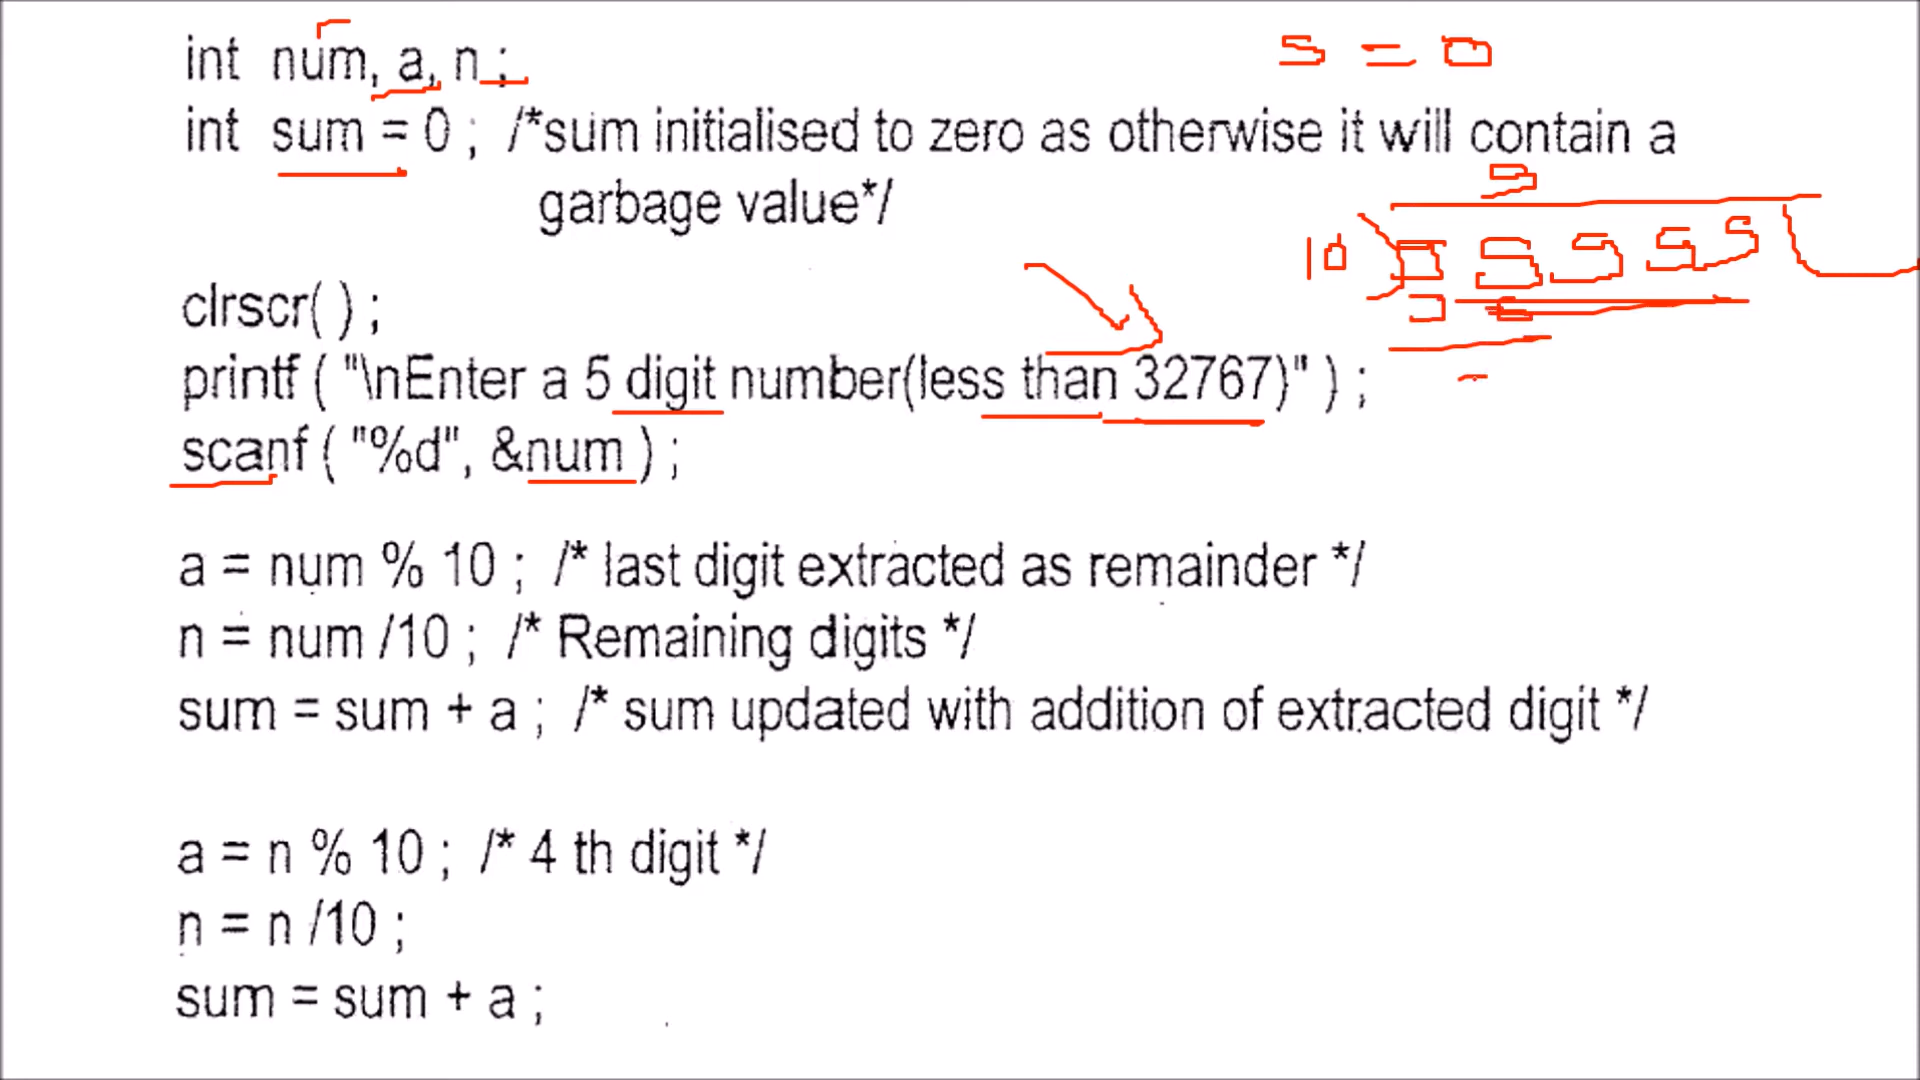 int num, a, n ;
s = 0
int sum = 0 ; /*sum initialised to zero as otherwise it will contain a
garbage value*/
10
clrscr( ) ;
printf ( "\nEnter a 5 digit number(less than 32767)" ) ;
scanf ( "%d", &num ) ;
a = num % 10 ; /* last digit extracted as remainder */
n = num /10 ; /* Remaining digits */
sum = sum + a ; /* sum updated with addition of extracted digit */
a = n % 10 ; /* 4 th digit */
n = n /10 ;
sum = sum + a ;